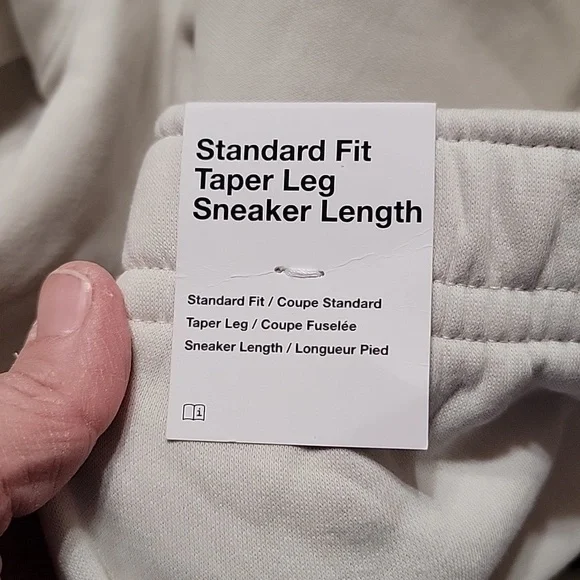 Standard Fit
Taper Leg
Sneaker Length
Standard Fit / Coupe Standard
Taper Leg / Coupe Fuselée
Sneaker Length / Longueur Pied
i